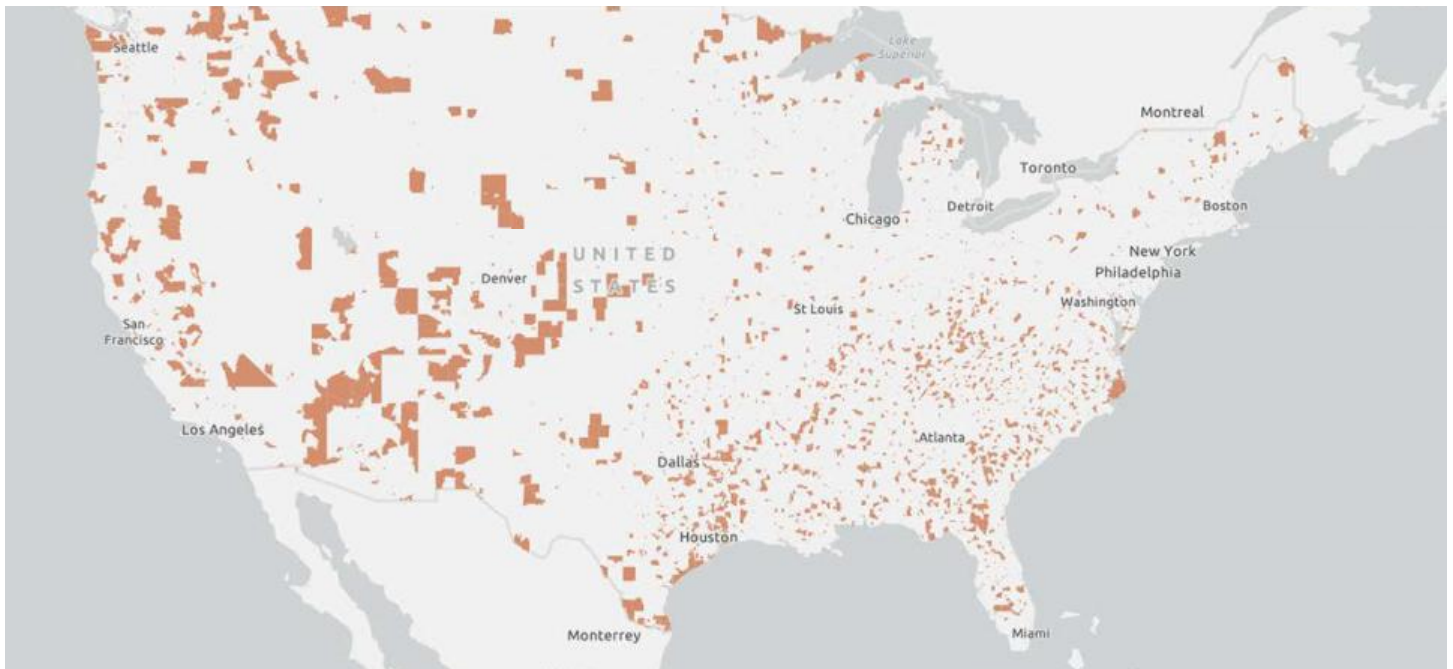 Seattle
Lake
Superior
Montreal
Toronto
Boston
Detroit
Chicago
New York
UNITED
Denver
Philadelphia
STATES
Washington
St Louis
San
Francisco
Los Angeles
Atlanta
Dallas
Houston
Monterrey
Miami